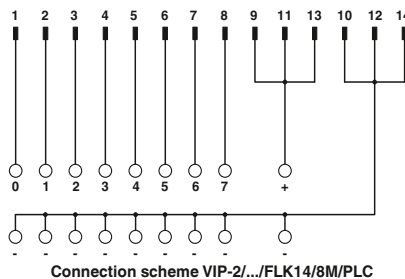 1 2 3 4 5 6 7 8 9 11 13 10 12 14
0 1 2 3 4 5 6 7 +
- - - - - - - - -
Connection scheme VIP-2/.../FLK14/8M/PLC